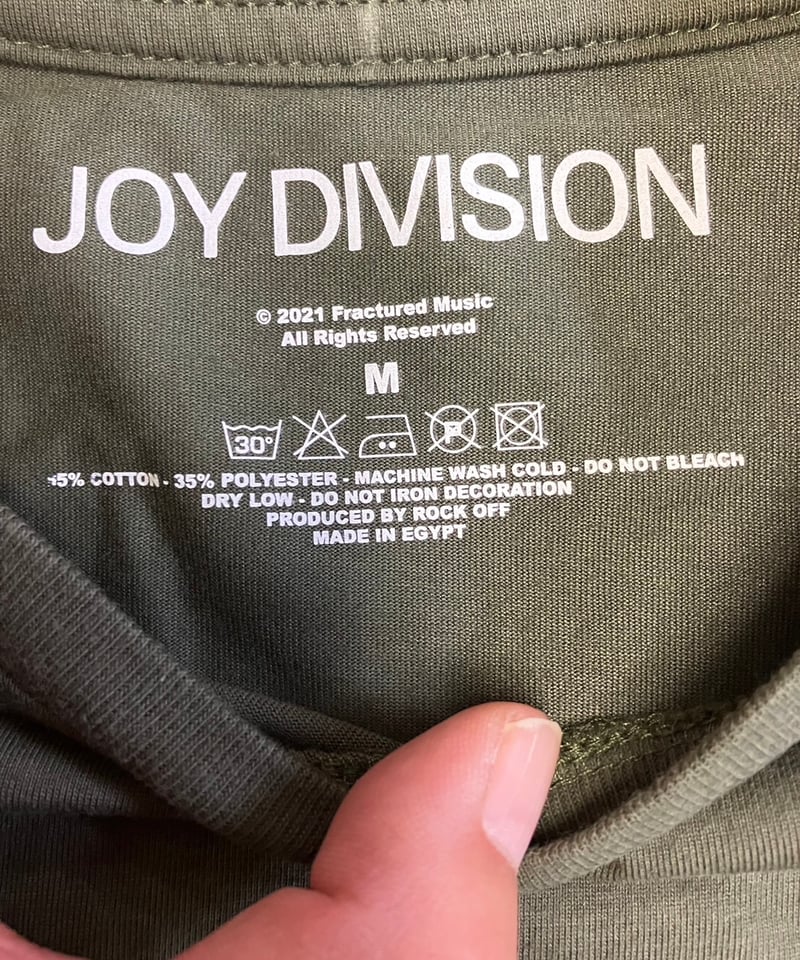 JOY DIVISION
© 2021 Fractured Music
All Rights Reserved
M
30°
P
5% COTTON - 35% POLYESTER - MACHINE WASH COLD - DO NOT BLEACH
DRY LOW - DO NOT IRON DECORATION
PRODUCED BY ROCK OFF
MADE IN EGYPT